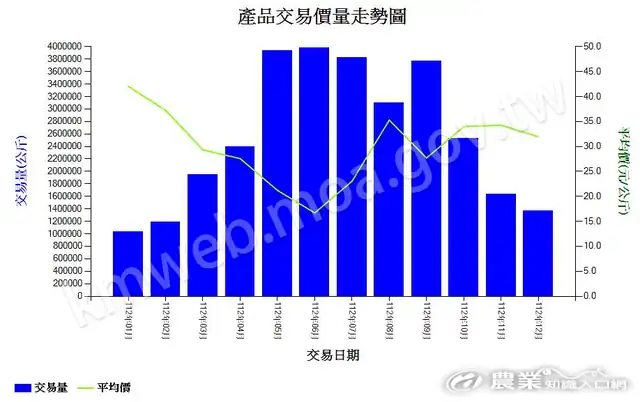 產品交易價量走勢圖
交易量(公斤)
4000000
3800000
3600000
3400000
3200000
3000000
2800000
2600000
2400000
2200000
2000000
1800000
1600000
1400000
1200000
1000000
800000
600000
400000
200000
0
50.0
45.0
40.0
35.0
30.0
25.0
20.0
15.0
10.0
5.0
0.0
平均價(元/公斤)
112年01月
112年02月
112年03月
112年04月
112年05月
112年06月
112年07月
112年08月
112年09月
112年10月
112年11月
112年12月
交易日期
交易量
平均價
kmweb.moa.gov.tw
農業知識入口網